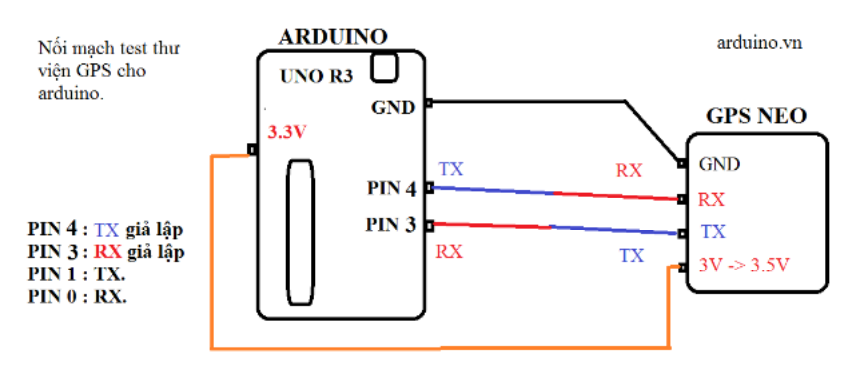 Nối mạch test thư
viện GPS cho
arduino.
ARDUINO
UNO R3
GND
3.3V
PIN 4
PIN 3
TX
RX
RX
TX
arduino.vn
GPS NEO
GND
RX
TX
3V -> 3.5V
PIN 4 : TX giả lập
PIN 3 : RX giả lập
PIN 1 : TX.
PIN 0 : RX.